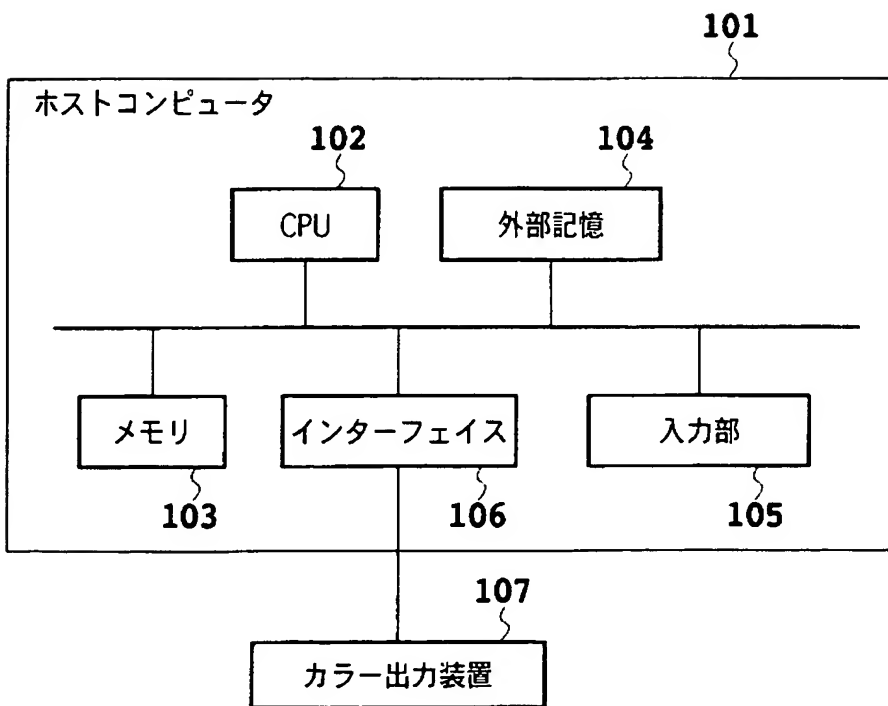 101
ホストコンピュータ
102
104
CPU
外部記憶
メモリ
インターフェイス
入力部
103
106
105
107
カラー出力装置